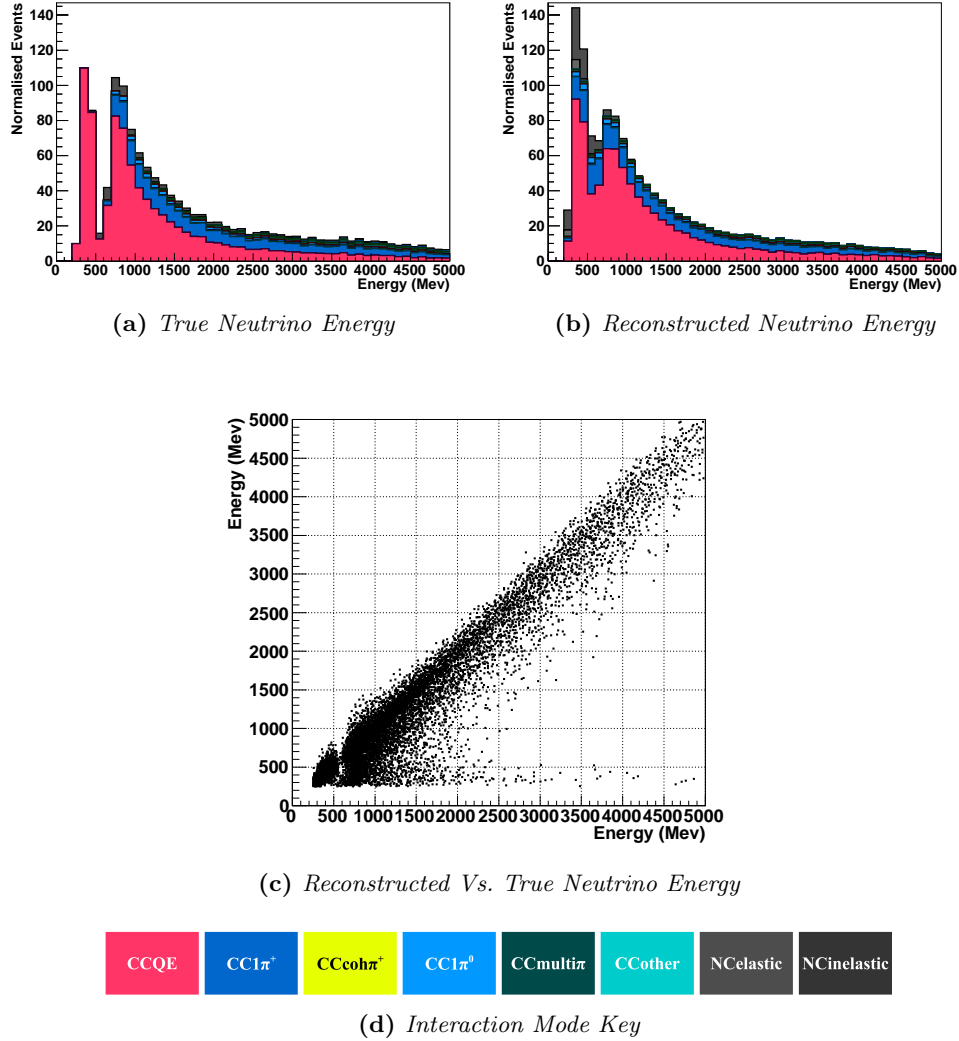 Normalised Events
140
120
100
80
60
40
20
0
0 500 1000 1500 2000 2500 3000 3500 4000 4500 5000
Energy (Mev)
(a) True Neutrino Energy
Normalised Events
140
120
100
80
60
40
20
0
0 500 1000 1500 2000 2500 3000 3500 4000 4500 5000
Energy (Mev)
(b) Reconstructed Neutrino Energy
Energy (Mev)
5000
4500
4000
3500
3000
2500
2000
1500
1000
500
0
0 500 1000 1500 2000 2500 3000 3500 4000 4500 5000
Energy (Mev)
(c) Reconstructed Vs. True Neutrino Energy
CCQE CC1π⁺ CCcohπ⁺ CC1π⁰ CCmultiπ CCother NCelastic NCinelastic
(d) Interaction Mode Key